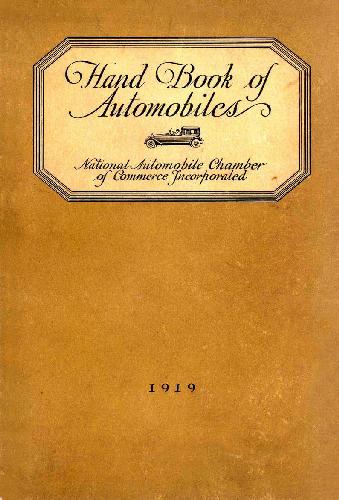 Hand Book of
Automobiles
National Automobile Chamber
of Commerce Incorporated
1919